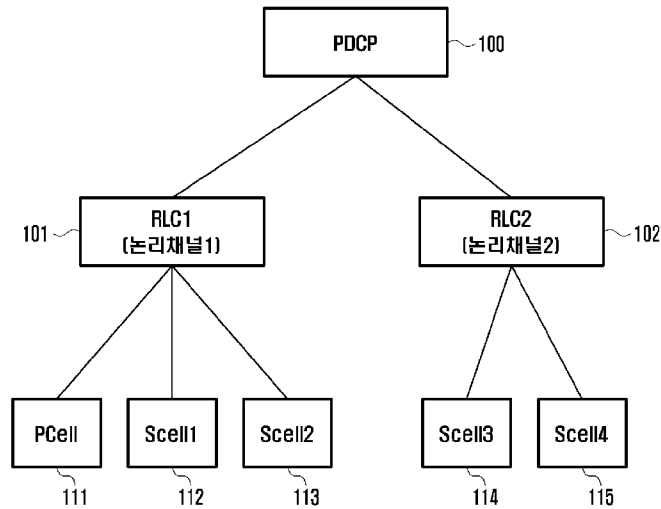 PDCP
100
RLC1
(논리채널1)
101
RLC2
(논리채널2)
102
PCell
Scell1
Scell2
Scell3
Scell4
111
112
113
114
115